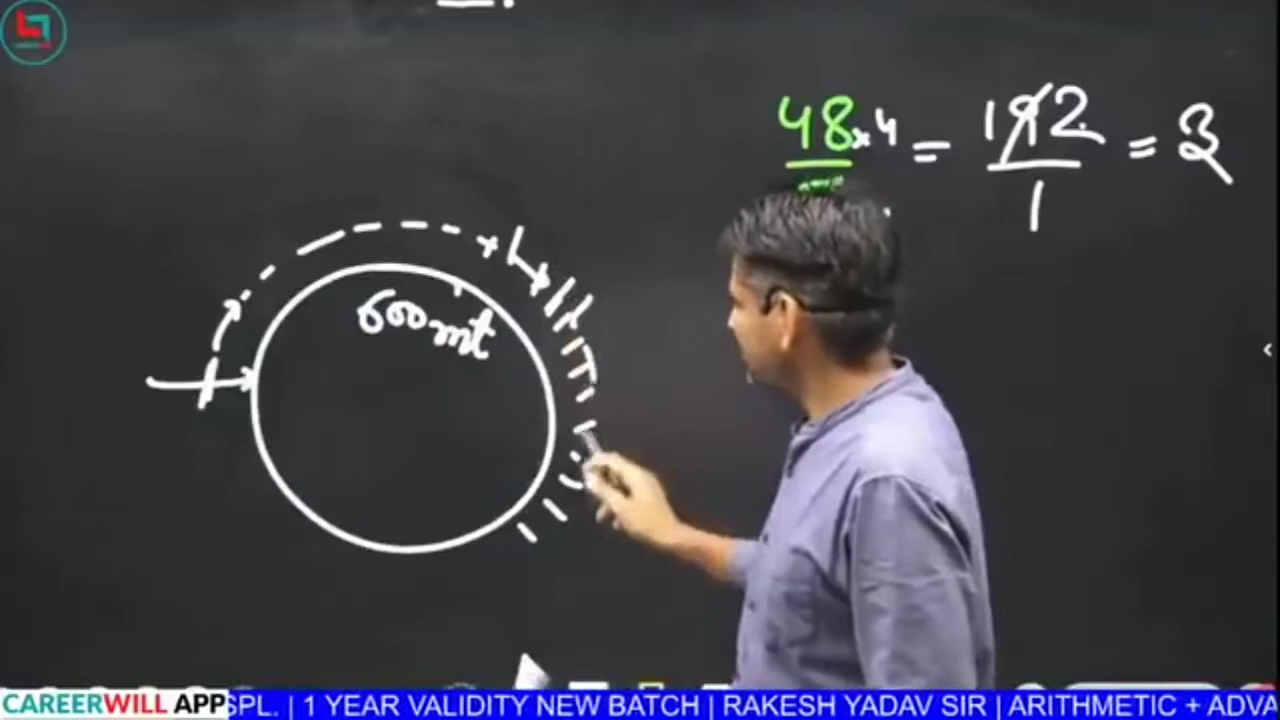 48 x 4 = 192/1 = 3
600 mt
CAREERWILL APP SPL. | 1 YEAR VALIDITY NEW BATCH | RAKESH YADAV SIR | ARITHMETIC + ADVA